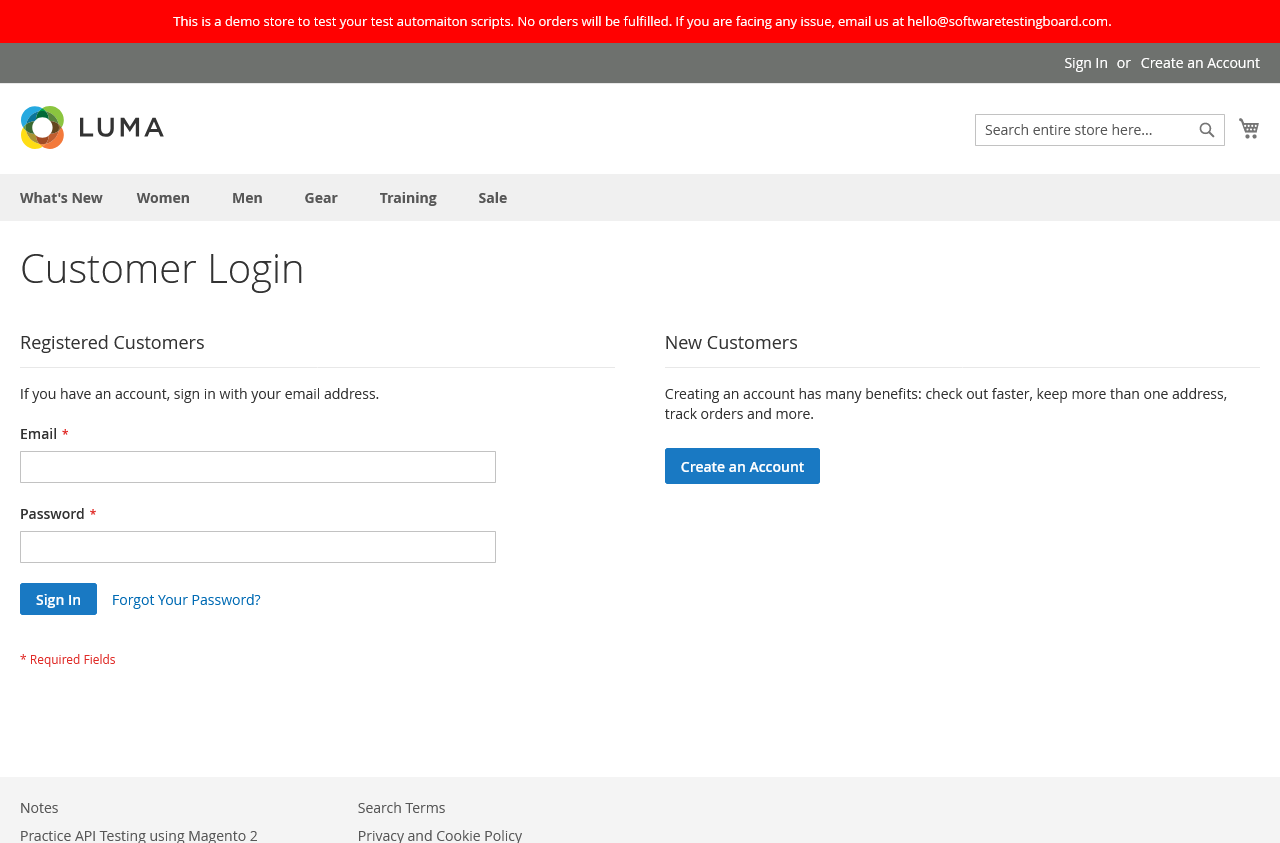 This is a demo store to test your test automaiton scripts. No orders will be fulfilled. If you are facing any issue, email us at hello@softwaretestingboard.com.
Sign In or Create an Account
LUMA
Search entire store here...
What's New Women Men Gear Training Sale
Customer Login
Registered Customers
If you have an account, sign in with your email address.
Email *
Password *
Sign In Forgot Your Password?
* Required Fields
New Customers
Creating an account has many benefits: check out faster, keep more than one address,
track orders and more.
Create an Account
Notes
Practice API Testing using Magento 2
Search Terms
Privacy and Cookie Policy